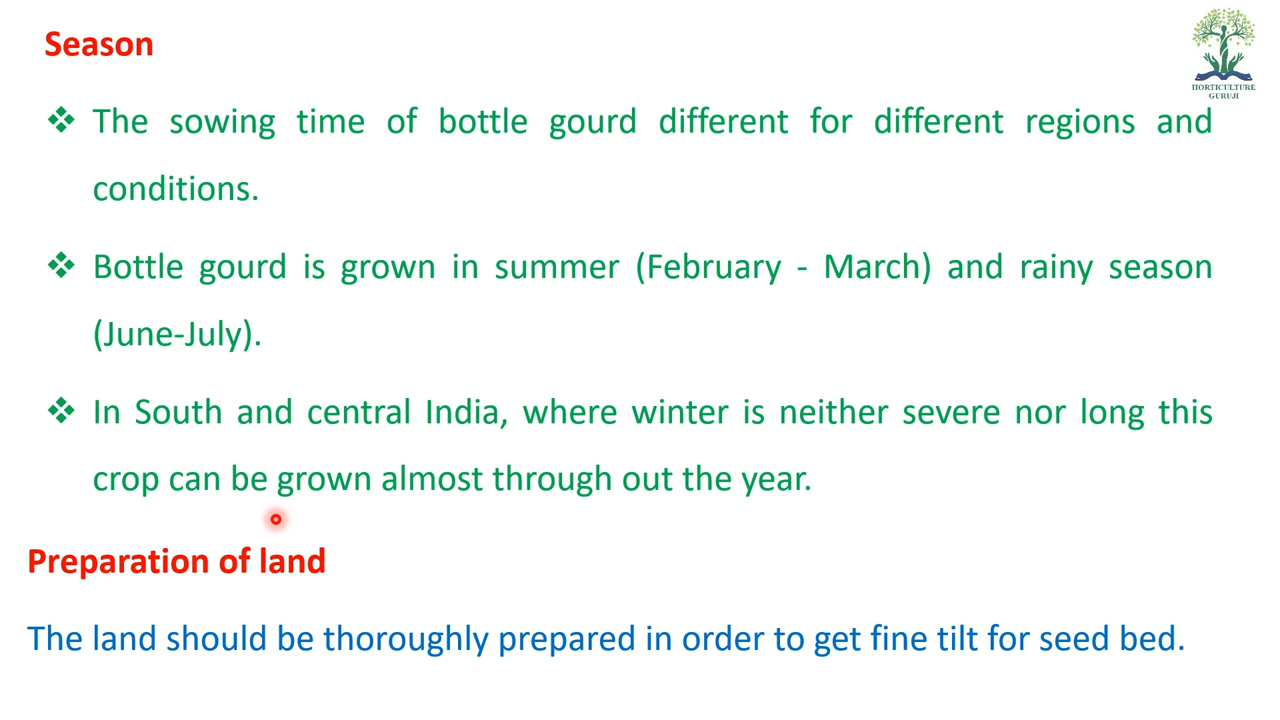 Season
HORTICULTURE
GURUJI
❖ The sowing time of bottle gourd different for different regions and
conditions.
❖ Bottle gourd is grown in summer (February - March) and rainy season
(June-July).
❖ In South and central India, where winter is neither severe nor long this
crop can be grown almost through out the year.
Preparation of land
The land should be thoroughly prepared in order to get fine tilt for seed bed.